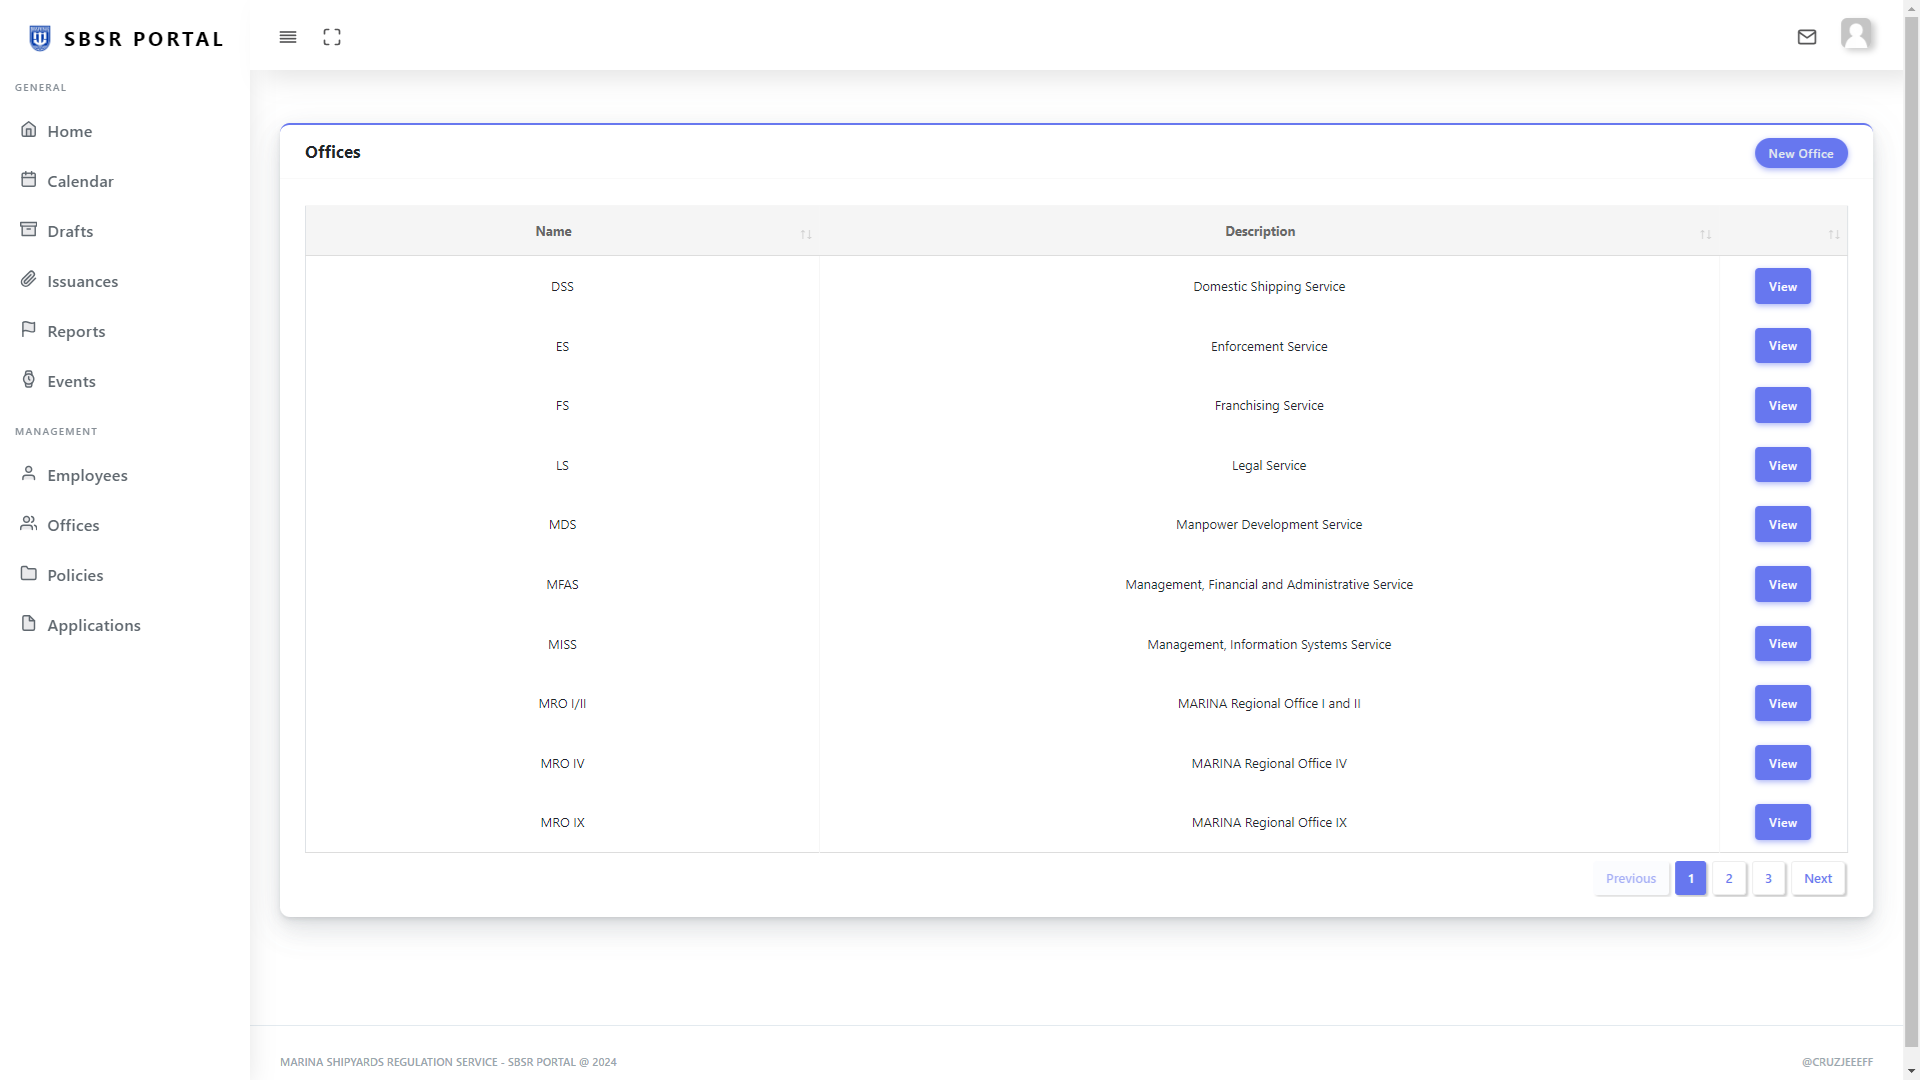 SBSR PORTAL
GENERAL
Home
Calendar
Drafts
Issuances
Reports
Events
MANAGEMENT
Employees
Offices
Policies
Applications
Offices
New Office
Name Description
DSS Domestic Shipping Service View
ES Enforcement Service View
FS Franchising Service View
LS Legal Service View
MDS Manpower Development Service View
MFAS Management, Financial and Administrative Service View
MISS Management, Information Systems Service View
MRO I/II MARINA Regional Office I and II View
MRO IV MARINA Regional Office IV View
MRO IX MARINA Regional Office IX View
Previous 1 2 3 Next
MARINA SHIPYARDS REGULATION SERVICE - SBSR PORTAL @ 2024
@CRUZJEEEFF